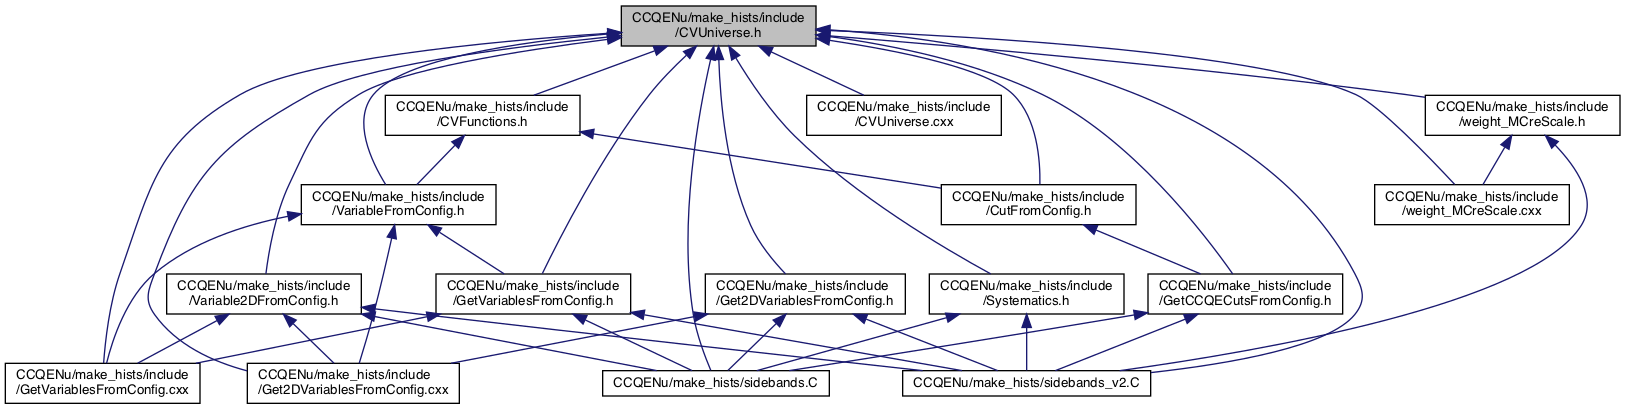 CCQENu/make_hists/include
/CVUniverse.h
CCQENu/make_hists/include
/CVFunctions.h
CCQENu/make_hists/include
/CVUniverse.cxx
CCQENu/make_hists/include
/weight_MCreScale.h
CCQENu/make_hists/include
/VariableFromConfig.h
CCQENu/make_hists/include
/CutFromConfig.h
CCQENu/make_hists/include
/weight_MCreScale.cxx
CCQENu/make_hists/include
/Variable2DFromConfig.h
CCQENu/make_hists/include
/GetVariablesFromConfig.h
CCQENu/make_hists/include
/Get2DVariablesFromConfig.h
CCQENu/make_hists/include
/Systematics.h
CCQENu/make_hists/include
/GetCCQECutsFromConfig.h
CCQENu/make_hists/include
/GetVariablesFromConfig.cxx
CCQENu/make_hists/include
/Get2DVariablesFromConfig.cxx
CCQENu/make_hists/sidebands.C
CCQENu/make_hists/sidebands_v2.C